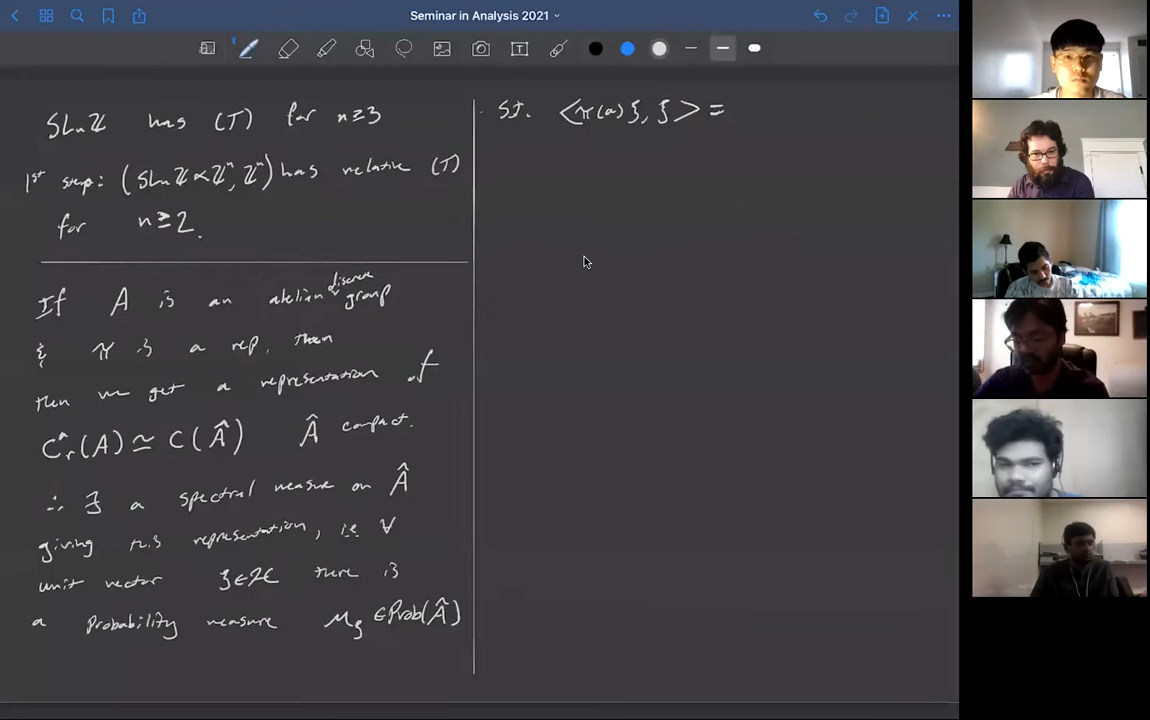 Seminar in Analysis 2021
SLnℤ has (T) for n≥3
1st step: (SLnℤ⋉ℤⁿ, ℤⁿ) has relative (T)
for n≥2.
If A is an abelian discrete group
& π is a rep, then
then we get a representation of
C*r(A) ≃ C(Â)  compact.
∴ ∃ a spectral measure on Â
giving this representation, ie ∀
unit vector ξ∈ℋ there is
a probability measure μξ ∈Prob(Â)
st. <π(a)ξ, ξ> =